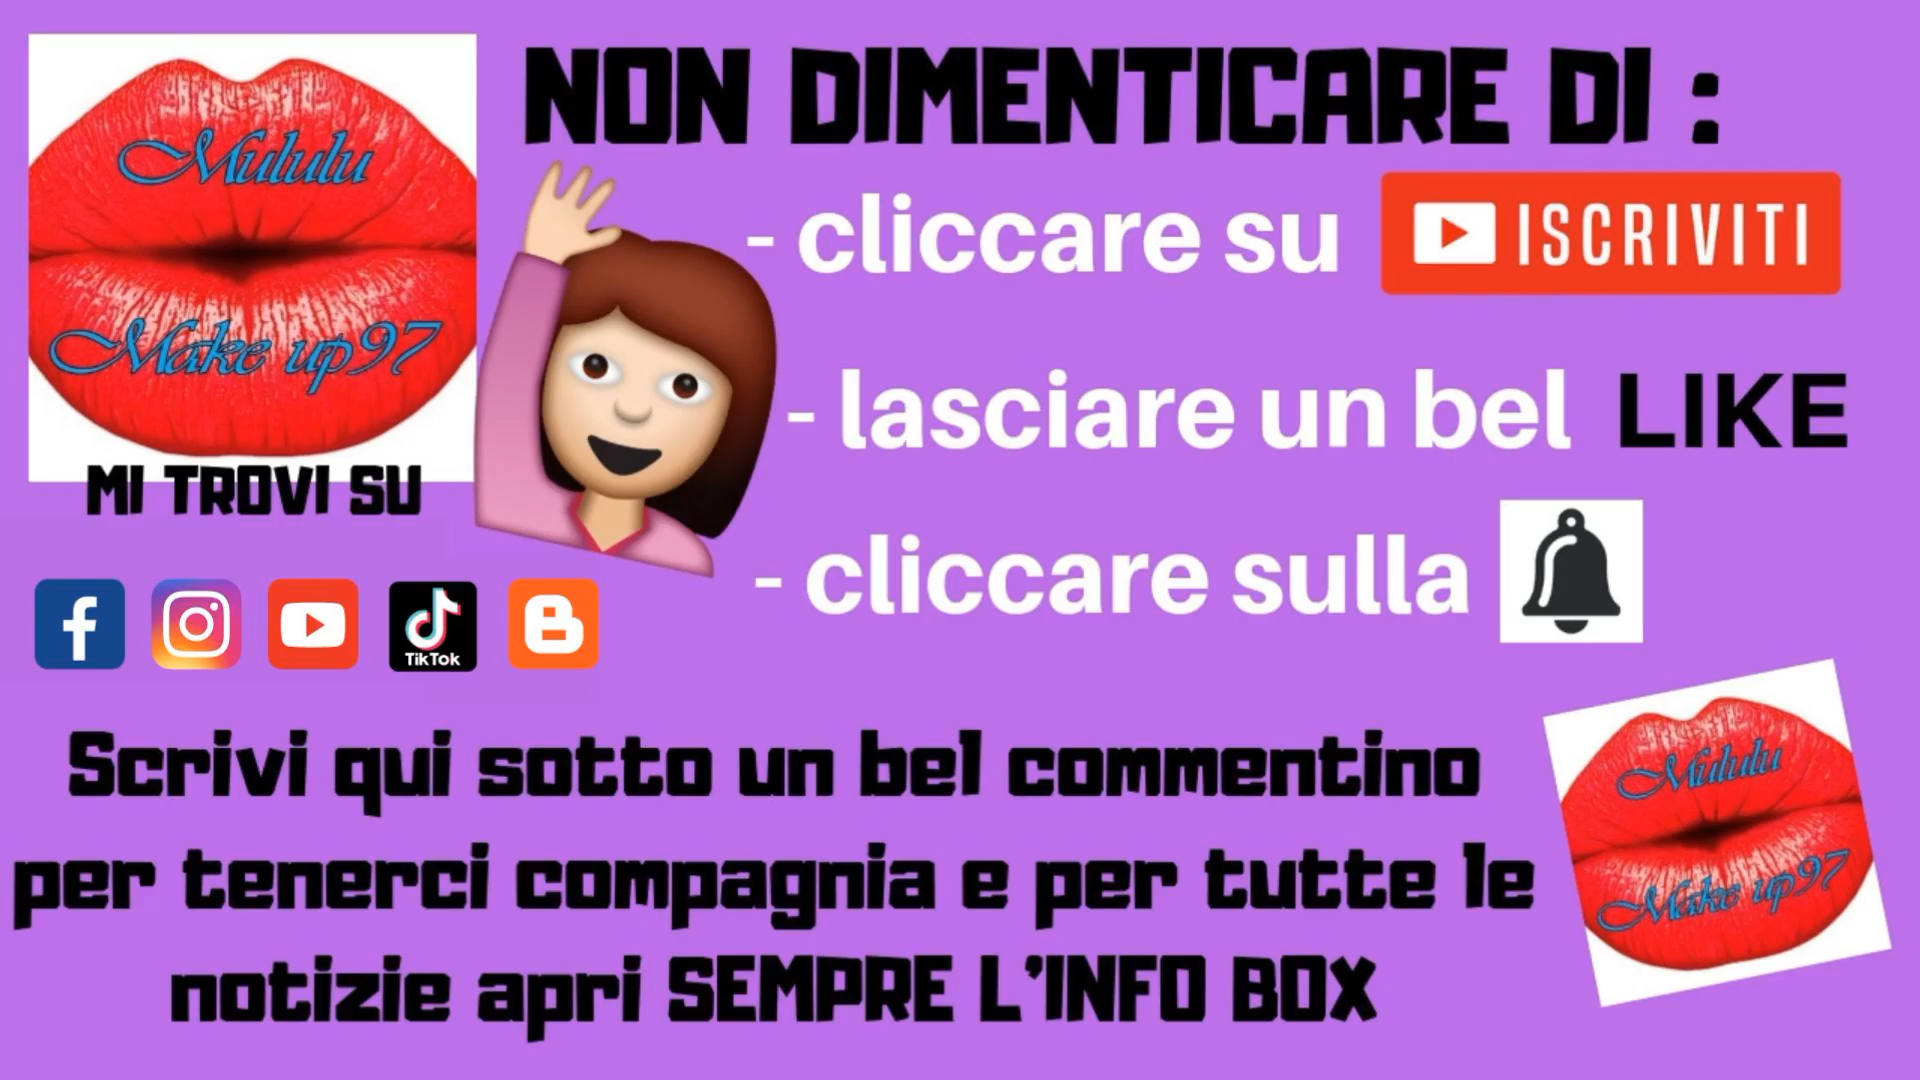 Mululu
Make up97
MI TROVI SU
NON DIMENTICARE DI :
- cliccare su ISCRIVITI
- lasciare un bel LIKE
- cliccare sulla
TikTok
Scrivi qui sotto un bel commentino
per tenerci compagnia e per tutte le
notizie apri SEMPRE L'INFO BOX
Mululu
Make up97